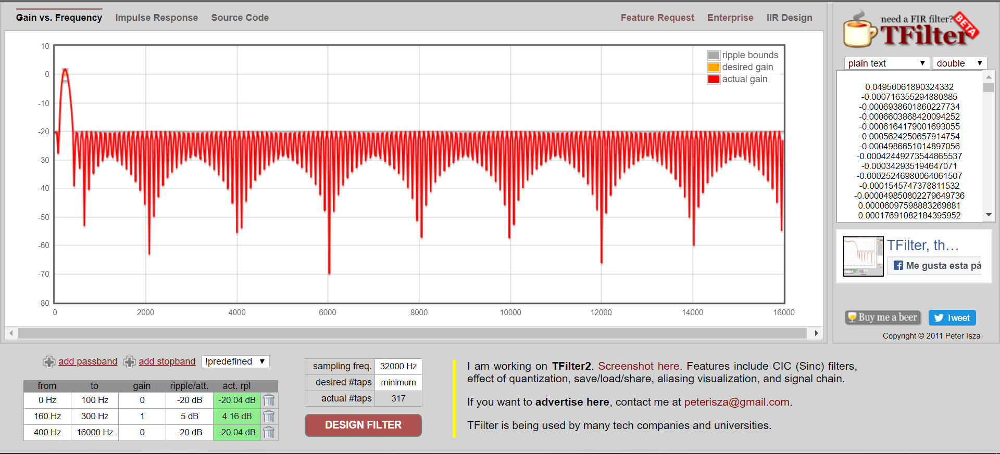 Gain vs. Frequency
Impulse Response
Source Code
Feature Request
Enterprise
IIR Design
10
0
-10
-20
-30
-40
-50
-60
-70
-80
0
2000
4000
6000
8000
10000
12000
14000
16000
ripple bounds
desired gain
actual gain
need a FIR filter?
TFilter
BETA
plain text
double
0.04950061890324332
-0.000716355294880885
-0.0006938601860227734
-0.0006603868420094252
-0.0006164179001693055
-0.0005624250657914754
-0.0004986651014897056
-0.00042449273544865537
-0.000342935194647071
-0.00025246980064061507
-0.0001545747378811532
-0.000049850802279649736
0.00006097598883269881
0.00017691082184395952
TFilter, th…
Me gusta esta pá
Buy me a beer
Tweet
Copyright © 2011 Peter Isza
add passband
add stopband
!predefined
from to gain ripple/att. act. rpl
0 Hz 100 Hz 0 -20 dB -20.04 dB
160 Hz 300 Hz 1 5 dB 4.16 dB
400 Hz 16000 Hz 0 -20 dB -20.04 dB
sampling freq. 32000 Hz
desired #taps minimum
actual #taps 317
DESIGN FILTER
I am working on TFilter2. Screenshot here. Features include CIC (Sinc) filters,
effect of quantization, save/load/share, aliasing visualization, and signal chain.
If you want to advertise here, contact me at peterisza@gmail.com.
TFilter is being used by many tech companies and universities.